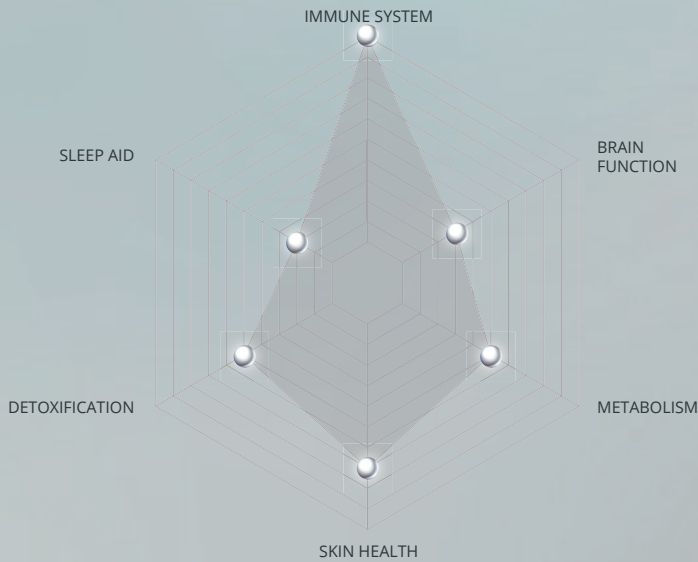 IMMUNE SYSTEM
SLEEP AID
BRAIN
FUNCTION
DETOXIFICATION
METABOLISM
SKIN HEALTH